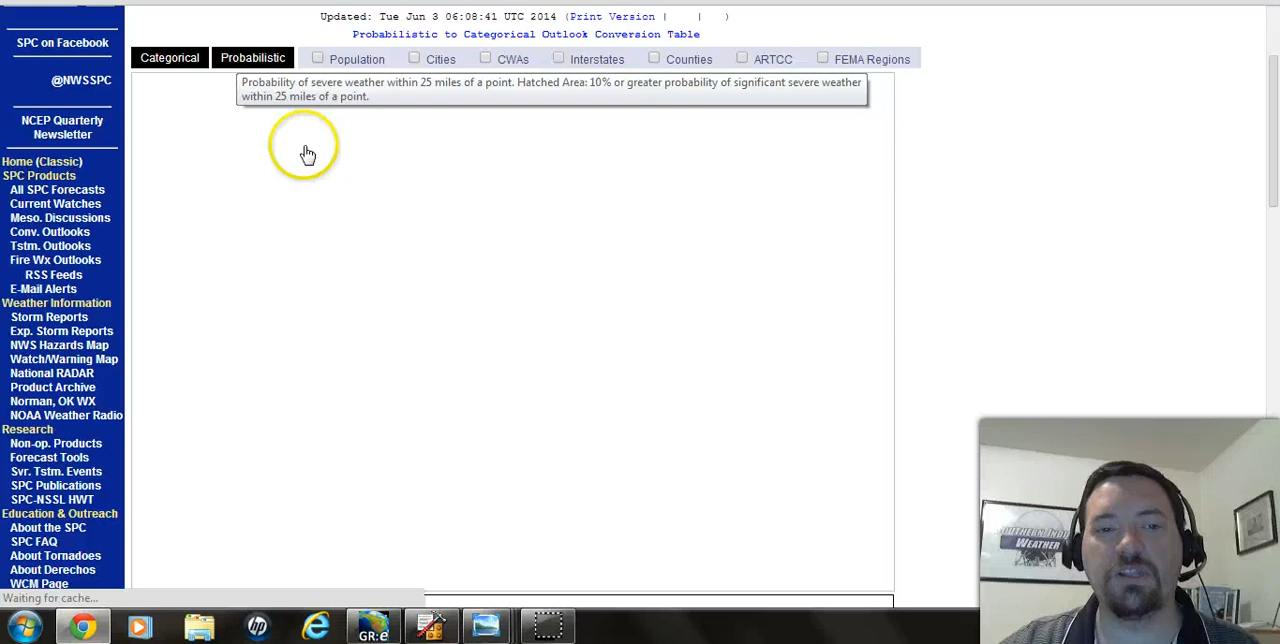 Updated: Tue Jun 3 06:08:41 UTC 2014 (Print Version | | )
Probabilistic to Categorical Outlook Conversion Table
SPC on Facebook
@NWSSPC
NCEP Quarterly
Newsletter
Home (Classic)
SPC Products
All SPC Forecasts
Current Watches
Meso. Discussions
Conv. Outlooks
Tstm. Outlooks
Fire Wx Outlooks
RSS Feeds
E-Mail Alerts
Weather Information
Storm Reports
Exp. Storm Reports
NWS Hazards Map
Watch/Warning Map
National RADAR
Product Archive
Norman, OK WX
NOAA Weather Radio
Research
Non-op. Products
Forecast Tools
Svr. Tstm. Events
SPC Publications
SPC-NSSL HWT
Education & Outreach
About the SPC
SPC FAQ
About Tornadoes
About Derechos
WCM Page
Categorical Probabilistic Population Cities CWAs Interstates Counties ARTCC FEMA Regions
Probability of severe weather within 25 miles of a point. Hatched Area: 10% or greater probability of significant severe weather
within 25 miles of a point.
Waiting for cache...
WEATHER
hp
GR:e